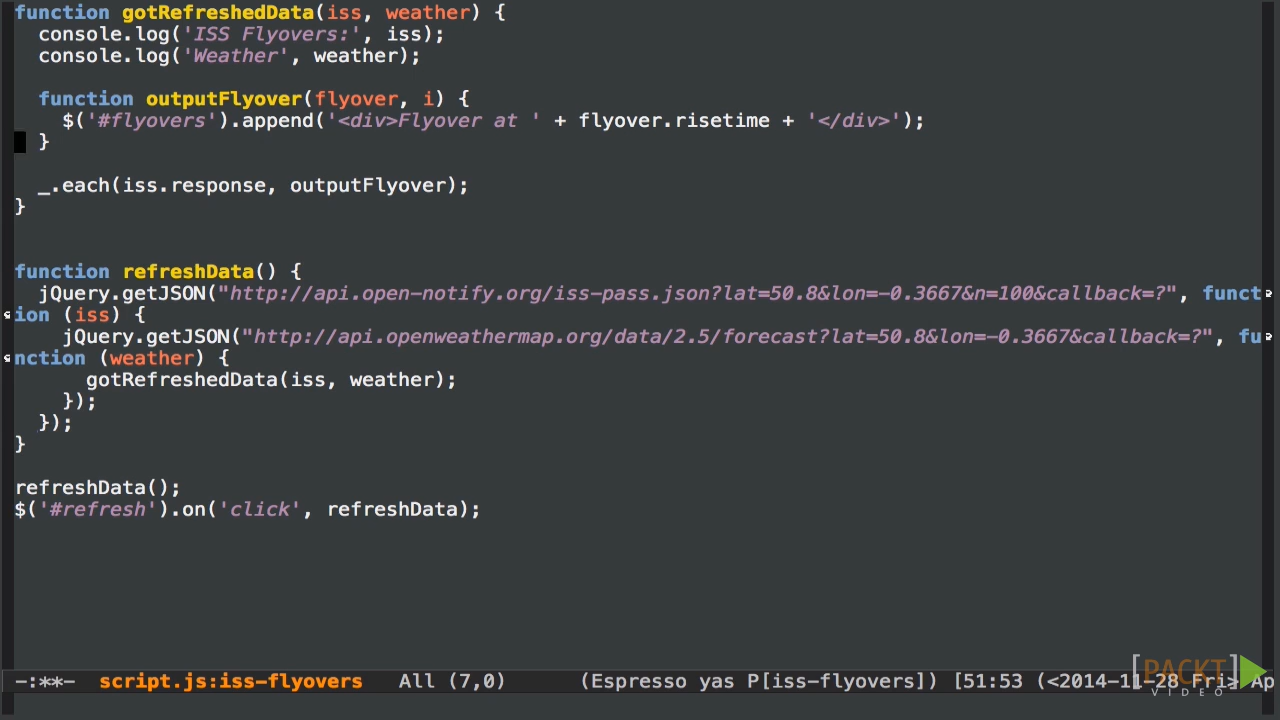 function gotRefreshedData(iss, weather) {
  console.log('ISS Flyovers:', iss);
  console.log('Weather', weather);

  function outputFlyover(flyover, i) {
    $('#flyovers').append('<div>Flyover at ' + flyover.risetime + '</div>');
  }

  _.each(iss.response, outputFlyover);
}


function refreshData() {
  jQuery.getJSON("http://api.open-notify.org/iss-pass.json?lat=50.8&lon=-0.3667&n=100&callback=?", funct
ion (iss) {
    jQuery.getJSON("http://api.openweathermap.org/data/2.5/forecast?lat=50.8&lon=-0.3667&callback=?", fu
nction (weather) {
      gotRefreshedData(iss, weather);
    });
  });
}

refreshData();
$('#refresh').on('click', refreshData);
-:**-  script.js:iss-flyovers   All (7,0)      (Espresso yas P[iss-flyovers]) [51:53 (<2014-11-28 Fri> Ap
[PACKT]
VIDEO